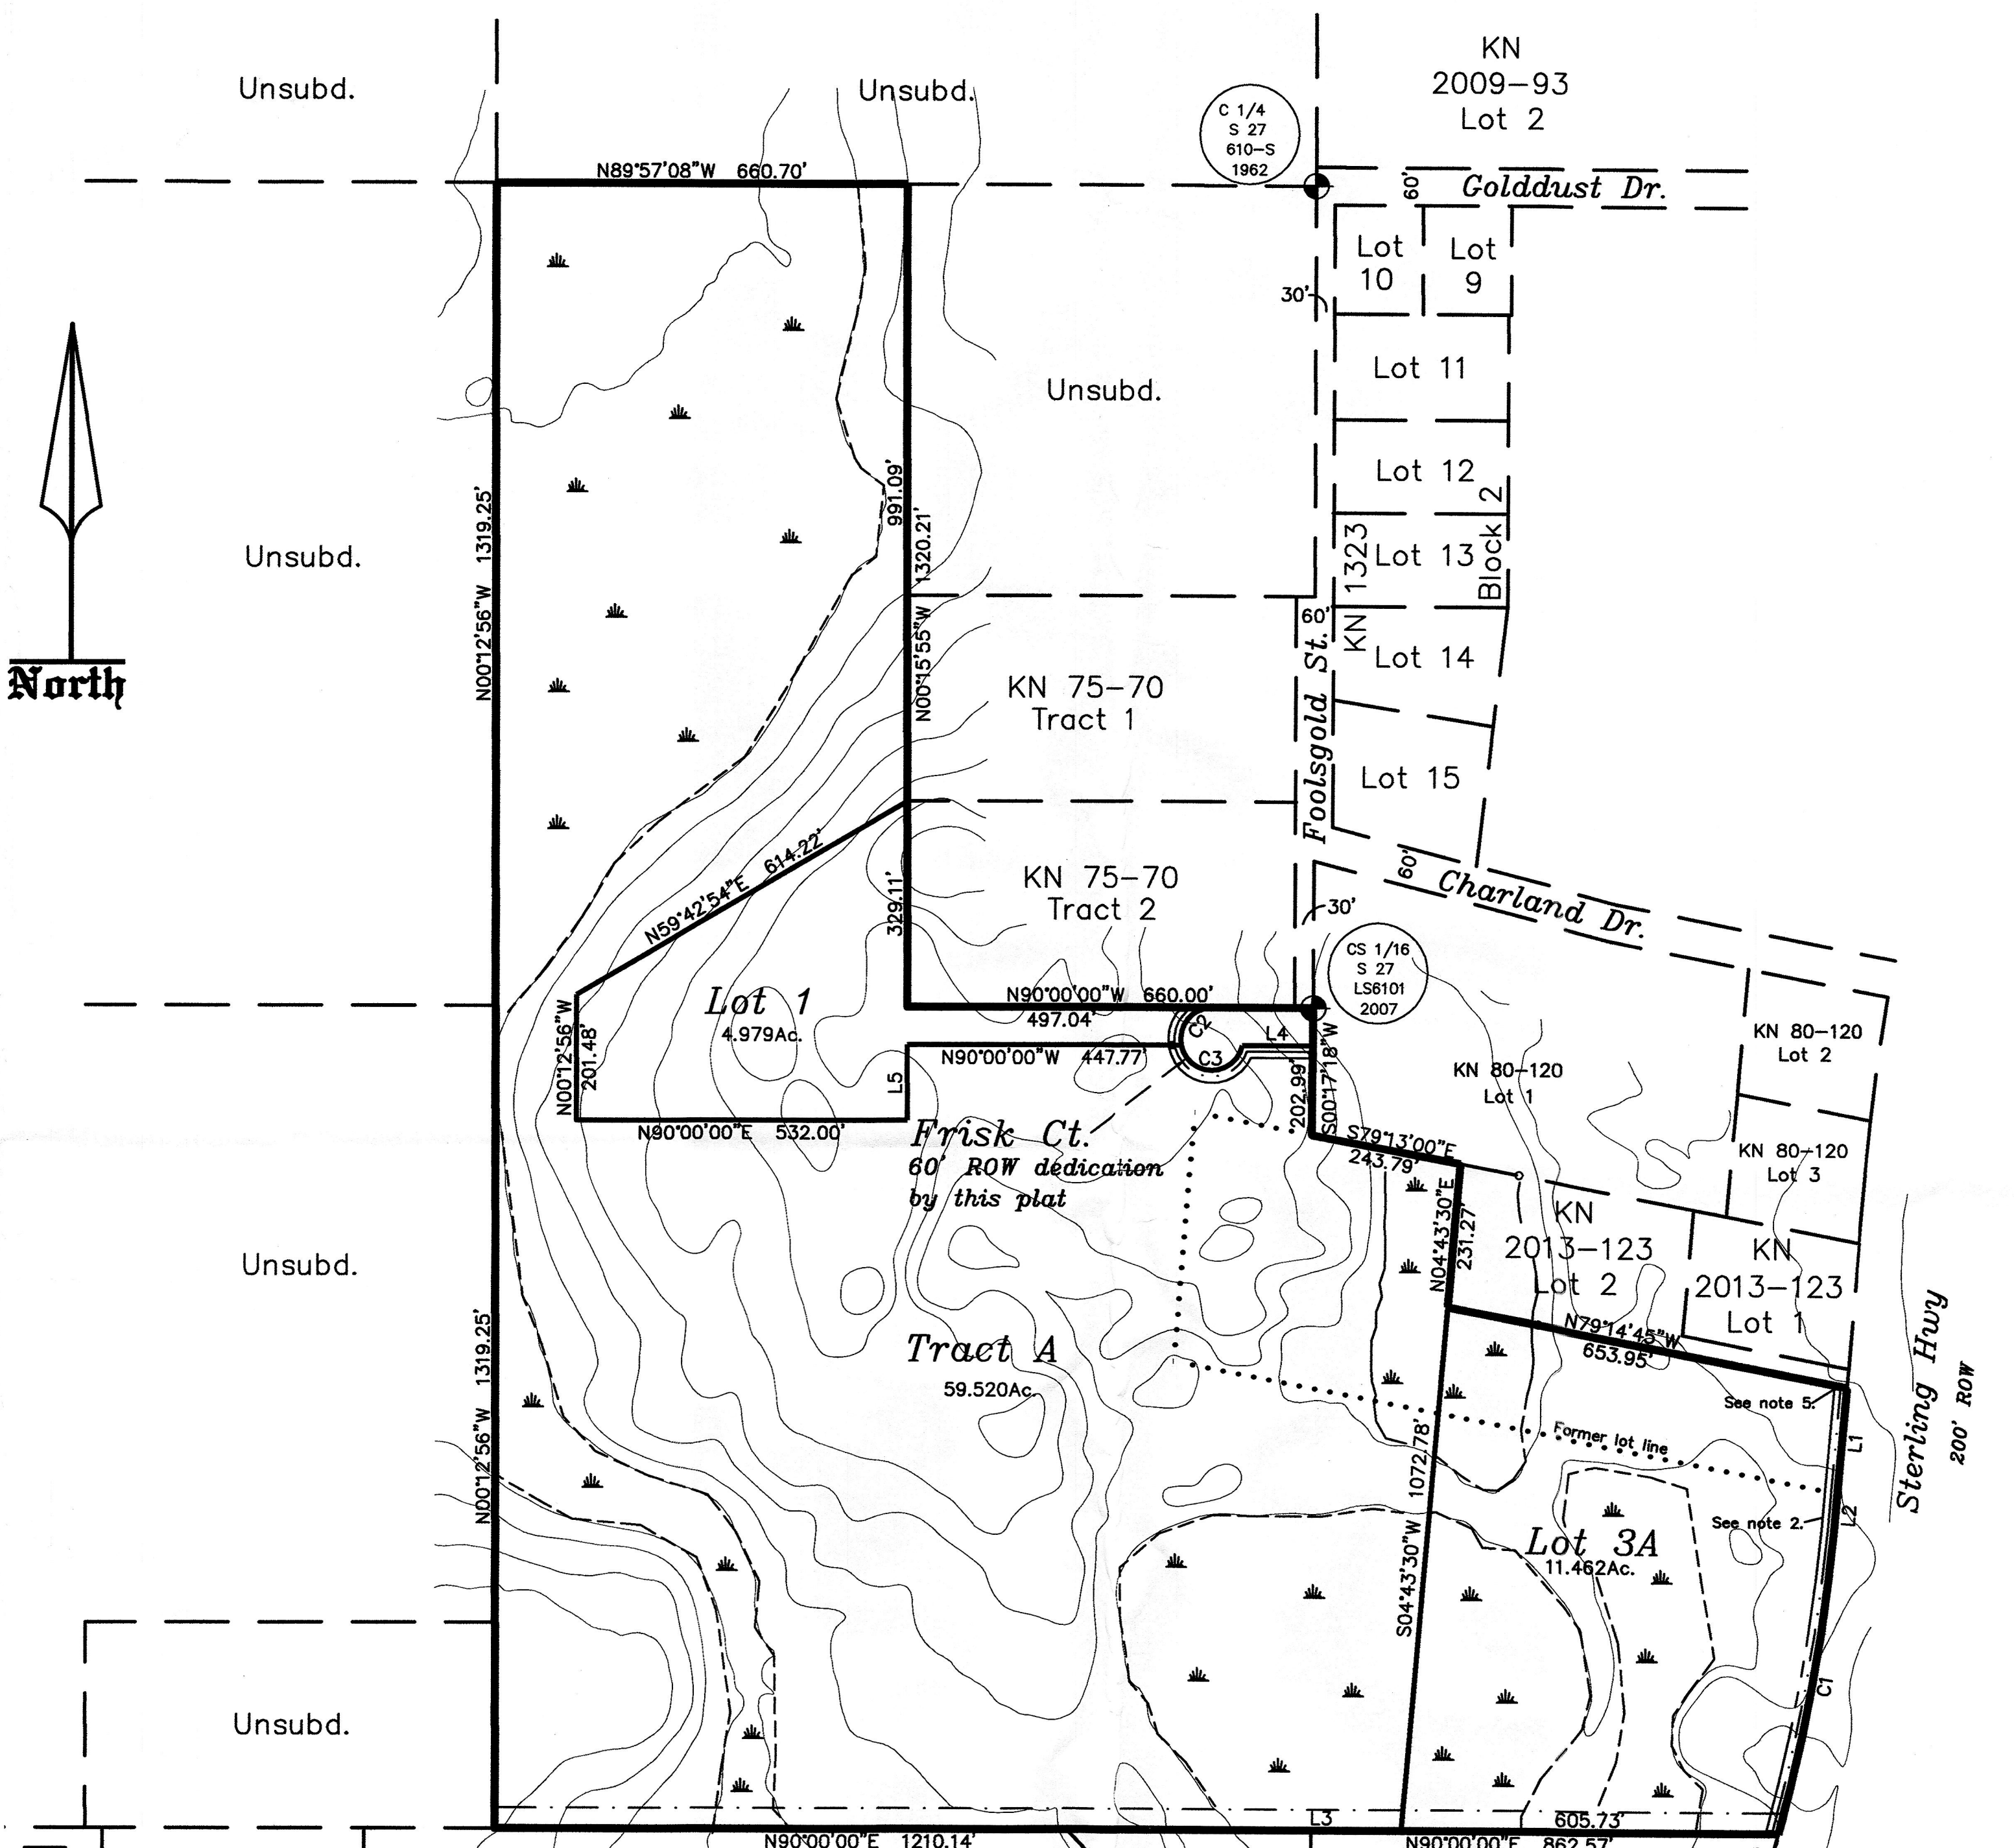 Unsubd.
Unsubd.
KN
2009-93
Lot 2
C 1/4
S 27
610-S
1962
N89°57'08"W 660.70'
60'
Golddust Dr.
Lot
10
Lot
9
30'
Lot 11
Unsubd.
Lot 12
Block 2
KN 1323
Lot 13
Unsubd.
N00°12'56"W 1319.25'
991.09'
N00°15'55"W 1320.21'
60'
Lot 14
North
KN 75-70
Tract 1
Foolsgold St.
Lot 15
60'
Charland Dr.
N59°42'54"E 614.22'
329.11'
KN 75-70
Tract 2
30'
CS 1/16
S 27
LS6101
2007
Lot 1
4.979Ac.
N90°00'00"W 660.00'
497.04'
C2
L4
C3
N90°00'00"W 447.77'
N00°12'56"W
201.48'
L5
202.99'
S00°17'18"W
KN 80-120
Lot 1
KN 80-120
Lot 2
N90°00'00"E 532.00'
Frisk Ct.
60' ROW dedication
by this plat
S79°13'00"E
243.79'
KN 80-120
Lot 3
N04°43'30"E
231.27'
KN
2013-123
Lot 2
KN
2013-123
Lot 1
Unsubd.
N79°14'45"W
653.95'
Sterling Hwy
200' ROW
Tract A
59.520Ac.
N00°12'56"W 1319.25'
See note 5.
L1
Former lot line
S04°43'30"W 1072.78'
See note 2.
L2
Lot 3A
11.462Ac.
C1
Unsubd.
L3
605.73'
N90°00'00"E 1210.14'
N90°00'00"E 862.57'